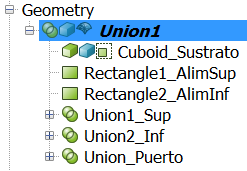 Geometry
Union1
Cuboid_Sustrato
Rectangle1_AlimSup
Rectangle2_AlimInf
Union1_Sup
Union2_Inf
Union_Puerto